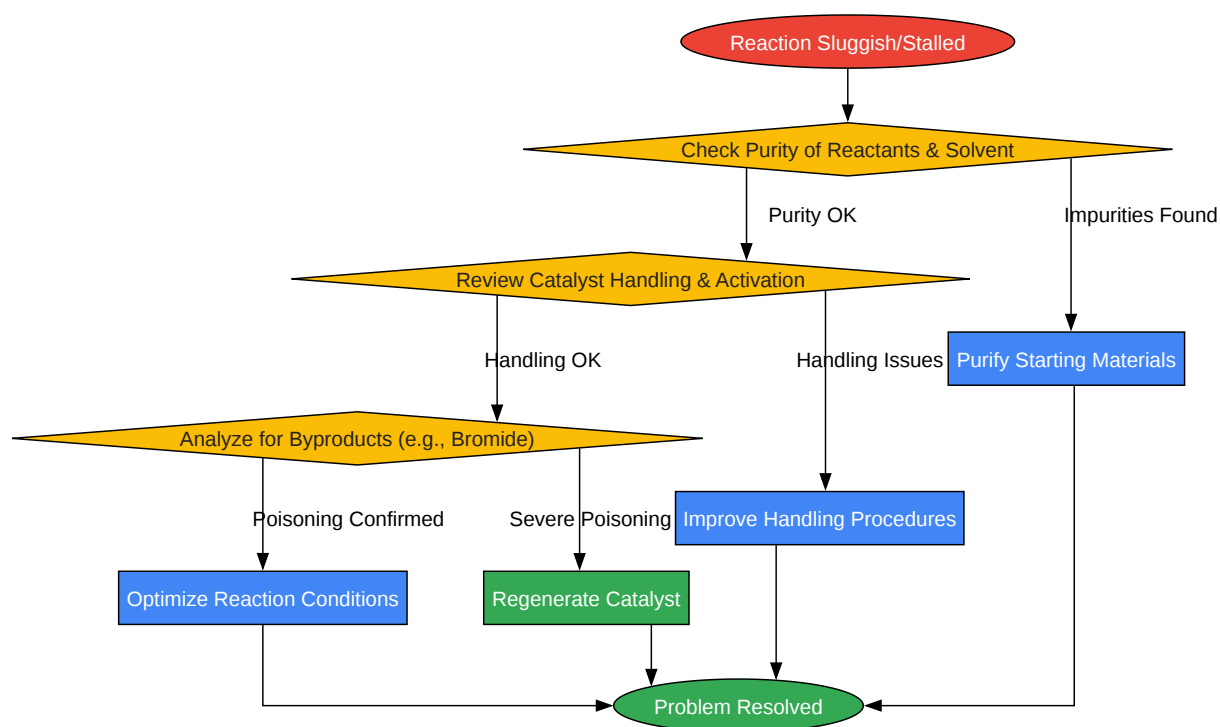 Reaction Sluggish/Stalled
Check Purity of Reactants & Solvent
Purity OK
Impurities Found
Review Catalyst Handling & Activation
Handling OK
Handling Issues
Purify Starting Materials
Analyze for Byproducts (e.g., Bromide)
Poisoning Confirmed
Severe Poisoning
Improve Handling Procedures
Optimize Reaction Conditions
Regenerate Catalyst
Problem Resolved